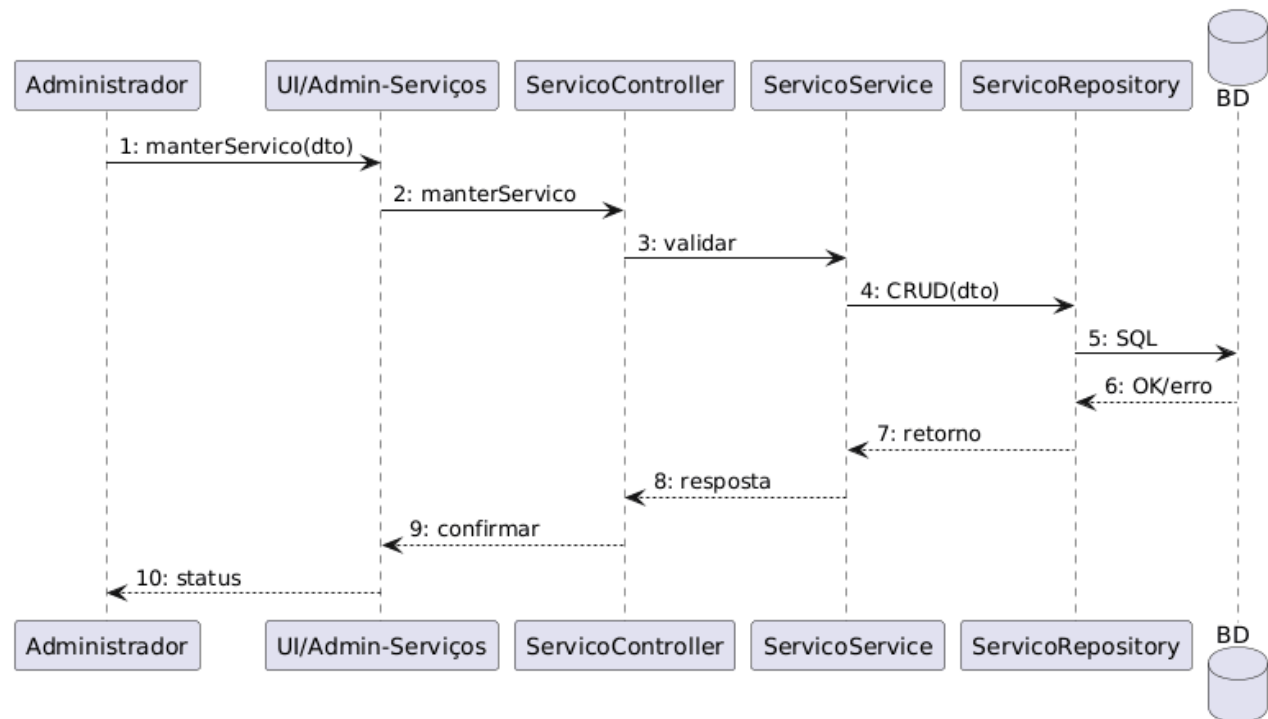 Administrador
UI/Admin-Serviços
ServicoController
ServicoService
ServicoRepository
BD
1: manterServico(dto)
2: manterServico
3: validar
4: CRUD(dto)
5: SQL
6: OK/erro
7: retorno
8: resposta
9: confirmar
10: status
Administrador
UI/Admin-Serviços
ServicoController
ServicoService
ServicoRepository
BD